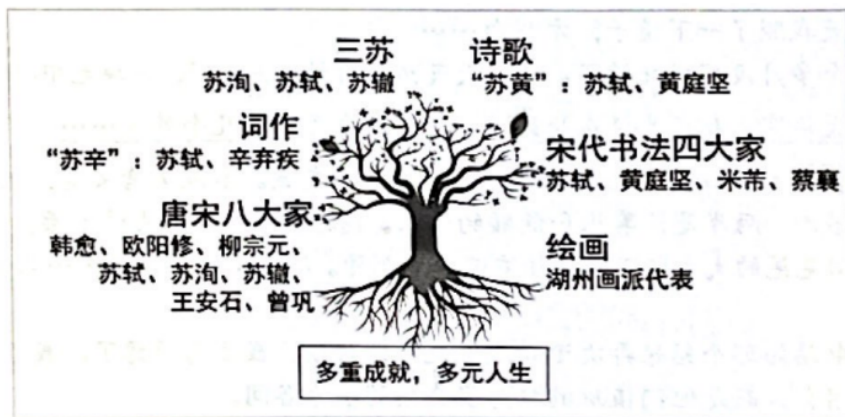 三苏
苏洵、苏轼、苏辙
诗歌
“苏黄”：苏轼、黄庭坚
词作
“苏辛”：苏轼、辛弃疾
宋代书法四大家
苏轼、黄庭坚、米芾、蔡襄
唐宋八大家
韩愈、欧阳修、柳宗元、
苏轼、苏洵、苏辙、
王安石、曾巩
绘画
湖州画派代表
多重成就，多元人生